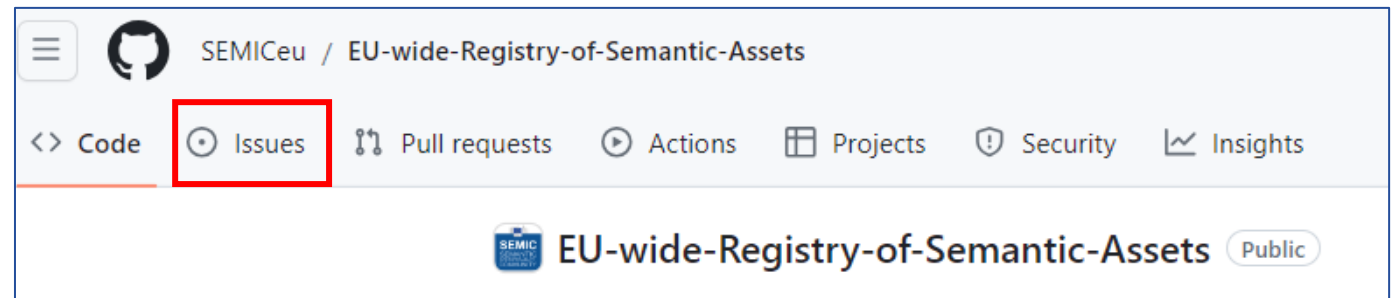 SEMICeu / EU-wide-Registry-of-Semantic-Assets
<> Code Issues Pull requests Actions Projects Security Insights
SEMIC
EU-wide-Registry-of-Semantic-Assets Public